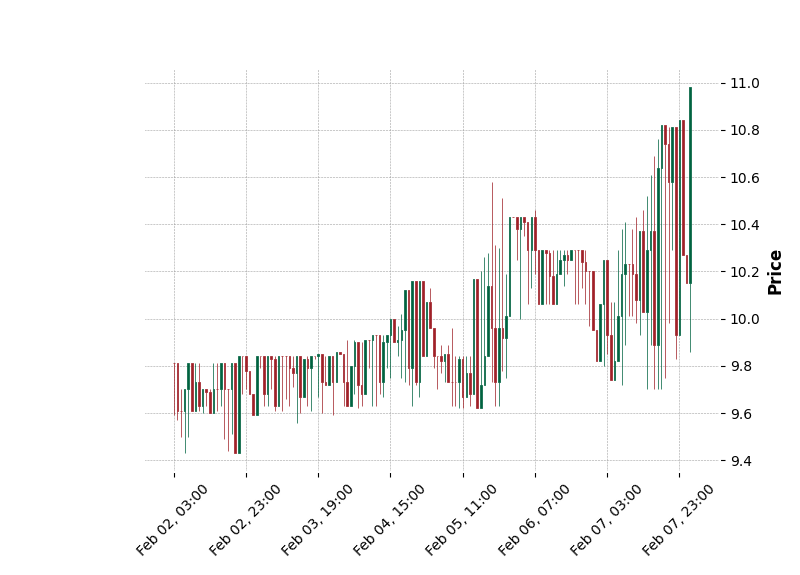 11.0
10.8
10.6
10.4
10.2
10.0
9.8
9.6
9.4
Price
Feb 02, 03:00
Feb 02, 23:00
Feb 03, 19:00
Feb 04, 15:00
Feb 05, 11:00
Feb 06, 07:00
Feb 07, 03:00
Feb 07, 23:00